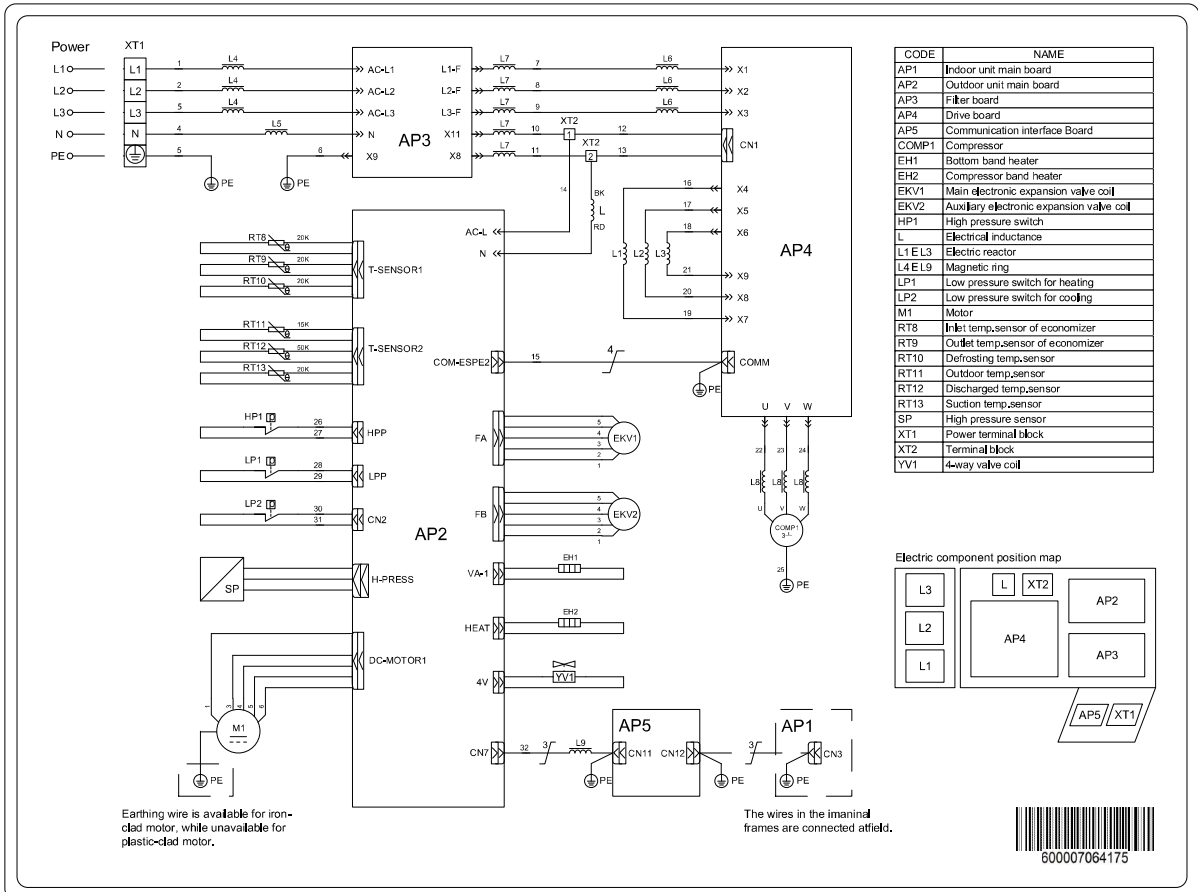 Power XT1
L1 L1 1 L4 AC-L1 L1-F L7 7 L6 X1
L2 L2 2 L4 AC-L2 L2-F L7 8 L6 X2
L3 L3 5 L4 AC-L3 L3-F L7 9 L6 X3
N N 4 L5 N X11 L7 10 XT2 1 12
PE 5 PE 6 X9 X8 L7 11 XT2 2 13 CN1
PE
AP3
14 BK L RD
AC-L
N
16 X4
17 X5
18 X6
L1 L2 L3
21 X9
20 X8
19 X7
AP4
RT8 20K
RT9 20K
RT10 20K
T-SENSOR1
RT11 15K
RT12 50K
RT13 20K
T-SENSOR2
COM-ESPE2 15 4 COMM
PE
U V W
22 23 24
L8 L8 L8
U V W
COMP1
3~
25
PE
HP1 P 26 27 HPP
LP1 P 28 29 LPP
LP2 P 30 31 CN2
SP H-PRESS
DC-MOTOR1
1 3 4 5 6
M1
PE
AP2
FA 5 4 3 2 1 EKV1
FB 5 4 3 2 1 EKV2
VA-1 EH1
HEAT EH2
4V YV1
CN7 32 3 L9
AP5
CN11 CN12
PE PE
3
AP1
CN3
PE
Earthing wire is available for iron-
clad motor, while unavailable for
plastic-clad motor.
The wires in the imaninal
frames are connected atfield.
CODE NAME
AP1 Indoor unit main board
AP2 Outdoor unit main board
AP3 Filter board
AP4 Drive board
AP5 Communication interface Board
COMP1 Compressor
EH1 Bottom band heater
EH2 Compressor band heater
EKV1 Main electronic expansion valve coil
EKV2 Auxiliary electronic expansion valve coil
HP1 High pressure switch
L Electrical inductance
L1 E L3 Electric reactor
L4 E L9 Magnetic ring
LP1 Low pressure switch for heating
LP2 Low pressure switch for cooling
M1 Motor
RT8 Inlet temp.sensor of economizer
RT9 Outlet temp.sensor of economizer
RT10 Defrosting temp.sensor
RT11 Outdoor temp.sensor
RT12 Discharged temp.sensor
RT13 Suction temp.sensor
SP High pressure sensor
XT1 Power terminal block
XT2 Terminal block
YV1 4-way valve coil
Electric component position map
L3 L XT2 AP2
L2 AP4
L1 AP3
AP5 XT1
600007064175